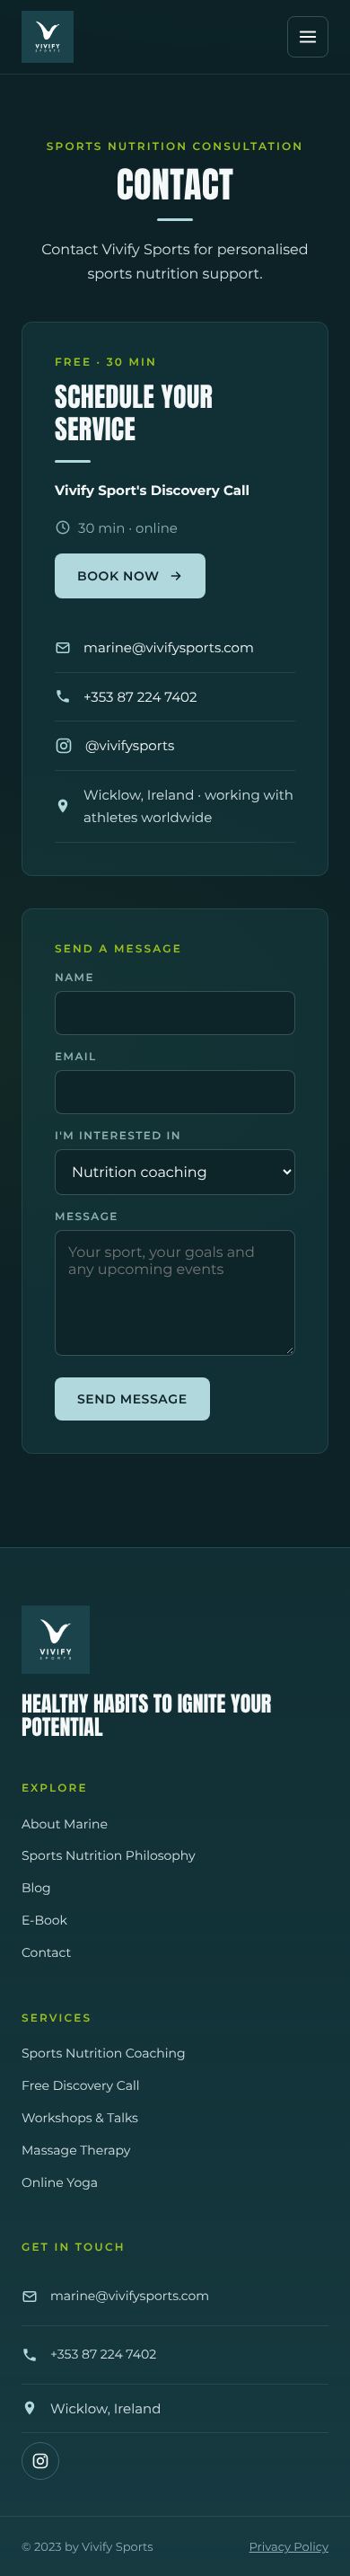 VIVIFY
SPORTS
SPORTS NUTRITION CONSULTATION
CONTACT
Contact Vivify Sports for personalised
sports nutrition support.
FREE · 30 MIN
SCHEDULE YOUR
SERVICE
Vivify Sport's Discovery Call
30 min · online
BOOK NOW →
marine@vivifysports.com
+353 87 224 7402
@vivifysports
Wicklow, Ireland · working with
athletes worldwide
SEND A MESSAGE
NAME
EMAIL
I'M INTERESTED IN
Nutrition coaching
MESSAGE
Your sport, your goals and
any upcoming events
SEND MESSAGE
VIVIFY
SPORTS
HEALTHY HABITS TO IGNITE YOUR
POTENTIAL
EXPLORE
About Marine
Sports Nutrition Philosophy
Blog
E-Book
Contact
SERVICES
Sports Nutrition Coaching
Free Discovery Call
Workshops & Talks
Massage Therapy
Online Yoga
GET IN TOUCH
marine@vivifysports.com
+353 87 224 7402
Wicklow, Ireland
© 2023 by Vivify Sports
Privacy Policy